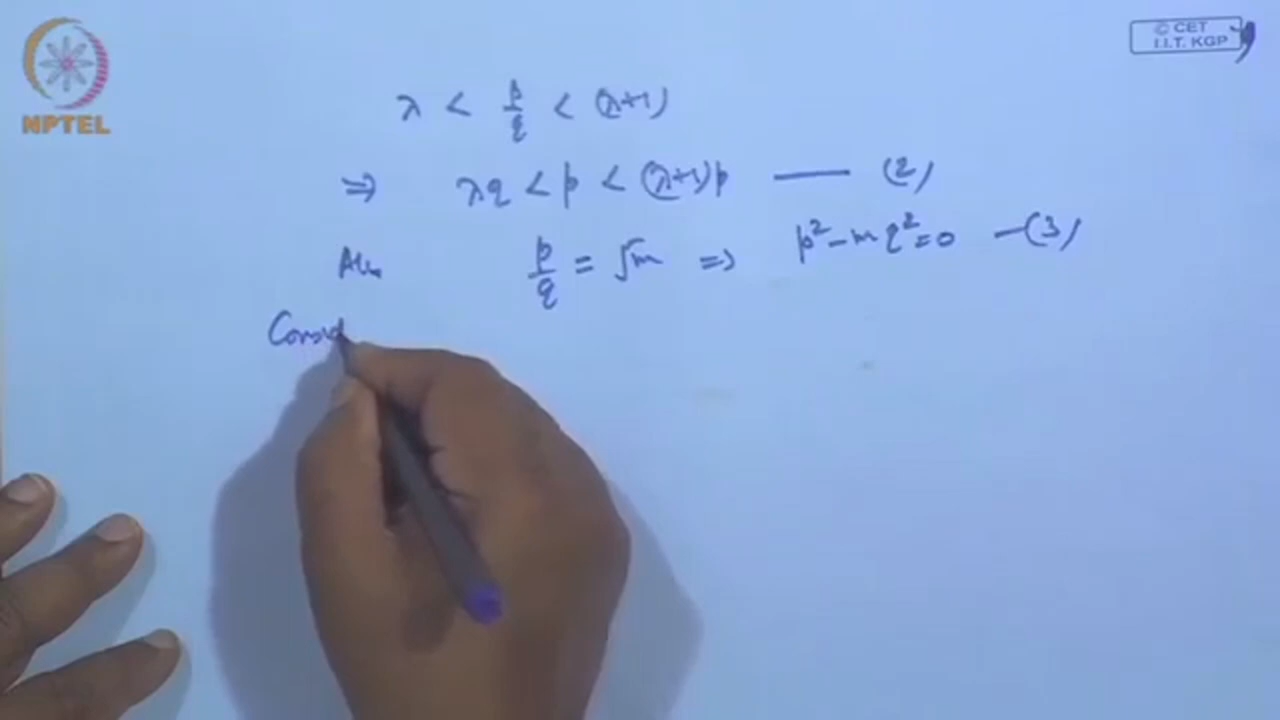 NPTEL
© CET
I.I.T. KGP
λ < p/q < (λ+1)
⇒ λq < p < (λ+1)p —— (2)
Also p/q = √m ⇒ p² - mq² = 0 —(3)
Consid